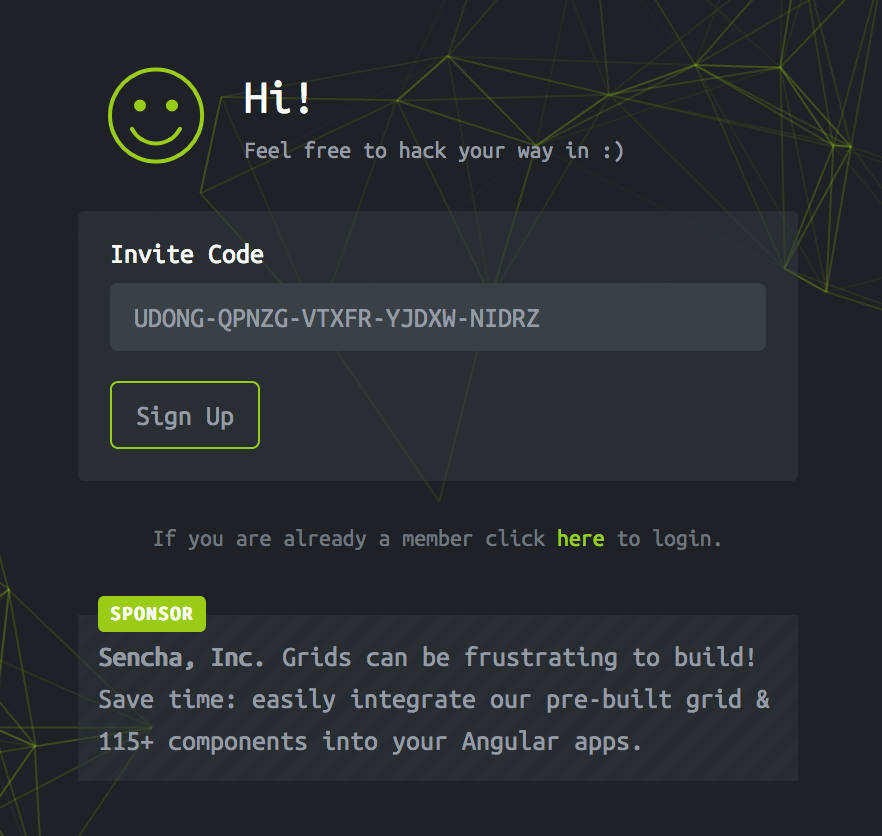 Hi!
Feel free to hack your way in :)
Invite Code
UDONG-QPNZG-VTXFR-YJDXW-NIDRZ
Sign Up
If you are already a member click here to login.
SPONSOR
Sencha, Inc. Grids can be frustrating to build!
Save time: easily integrate our pre-built grid &
115+ components into your Angular apps.